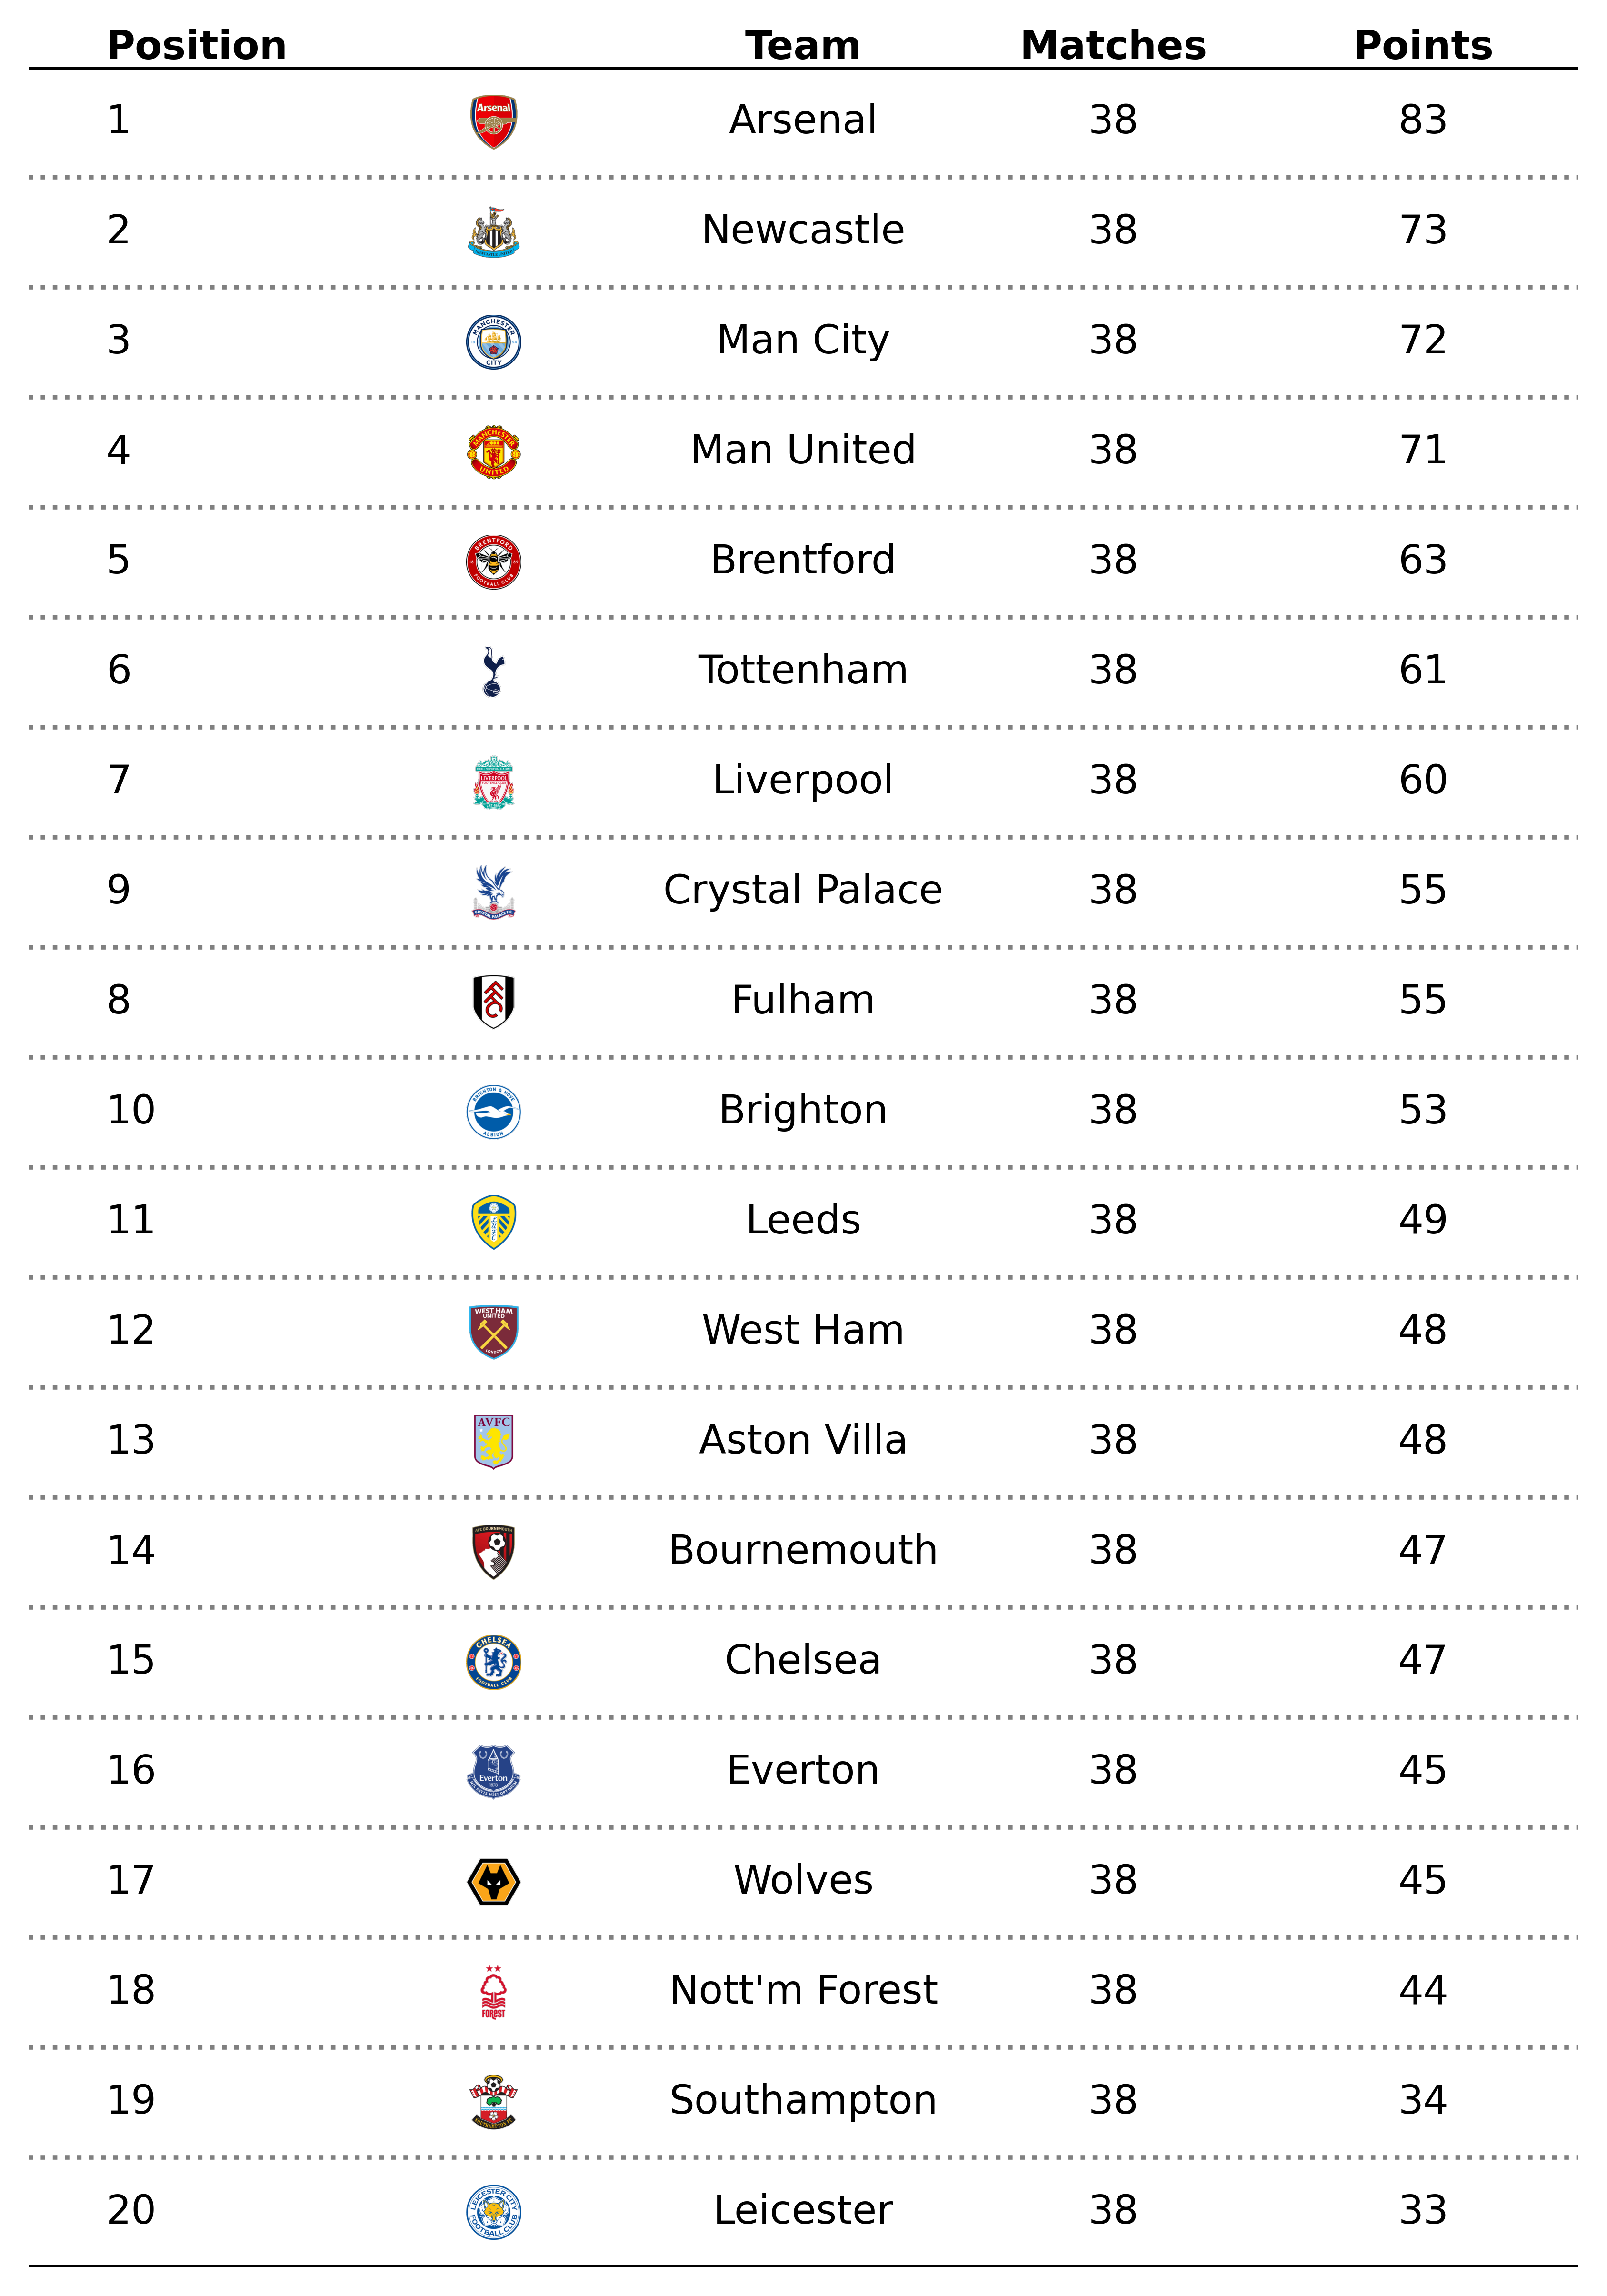 Position Team Matches Points
1 Arsenal Arsenal 38 83
2 Newcastle 38 73
3 MANCHESTER CITY Man City 38 72
4 MANCHESTER UNITED Man United 38 71
5 BRENTFORD FOOTBALL CLUB Brentford 38 63
6 Tottenham 38 61
7 LIVERPOOL Liverpool 38 60
9 Crystal Palace 38 55
8 FFC Fulham 38 55
10 BRIGHTON & HOVE ALBION Brighton 38 53
11 Leeds 38 49
12 WEST HAM UNITED LONDON West Ham 38 48
13 AVFC Aston Villa 38 48
14 AFC BOURNEMOUTH Bournemouth 38 47
15 CHELSEA FOOTBALL CLUB Chelsea 38 47
16 Everton Everton 38 45
17 Wolves 38 45
18 FOREST Nott'm Forest 38 44
19 Southampton 38 34
20 LEICESTER CITY FOOTBALL CLUB Leicester 38 33